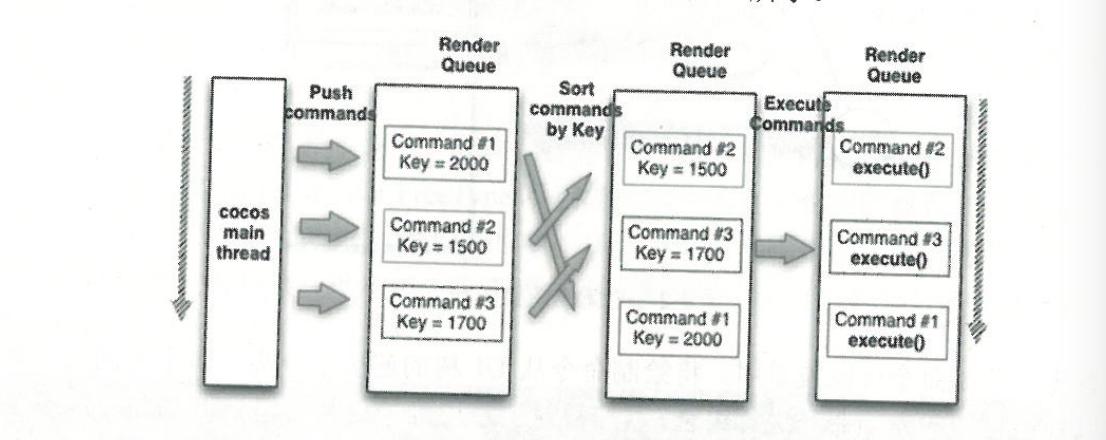 Render
Queue
Push
commands
cocos
main
thread
Command #1
Key = 2000
Command #2
Key = 1500
Command #3
Key = 1700
Sort
commands
by Key
Render
Queue
Command #2
Key = 1500
Command #3
Key = 1700
Command #1
Key = 2000
Execute
Commands
Render
Queue
Command #2
execute()
Command #3
execute()
Command #1
execute()